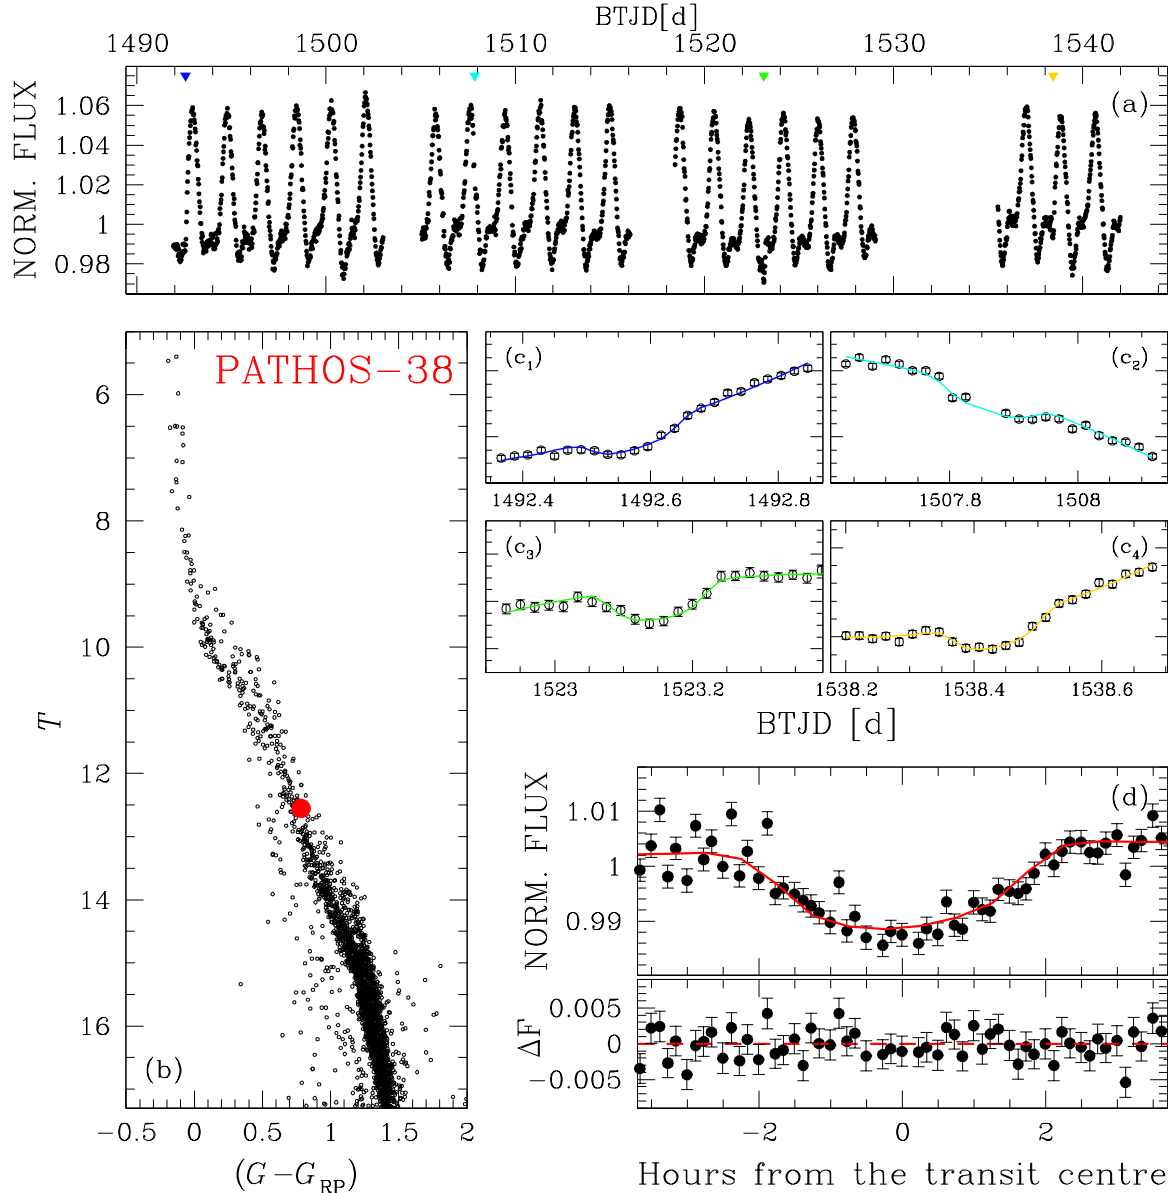 BTJD[d]
1490 1500 1510 1520 1530 1540
NORM. FLUX
1.06
1.04
1.02
1
0.98
(a)
PATHOS−38
T
6
8
10
12
14
16
(b)
−0.5 0 0.5 1 1.5 2
(G−G_RP)
(c₁)
1492.4 1492.6 1492.8
(c₂)
1507.8 1508
(c₃)
1523 1523.2
(c₄)
1538.2 1538.4 1538.6
BTJD [d]
NORM. FLUX
1.01
1
0.99
(d)
ΔF
0.005
0
−0.005
−2 0 2
Hours from the transit centre